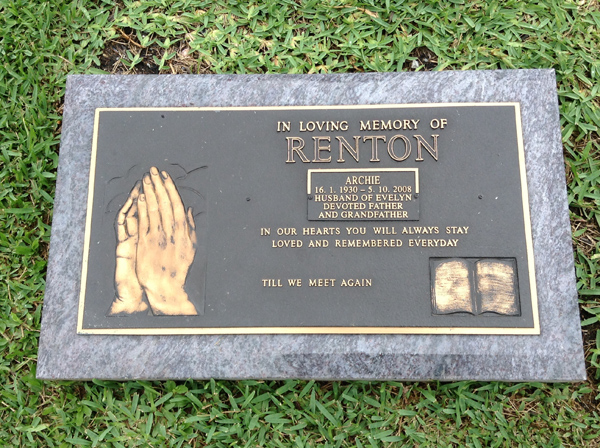 IN LOVING MEMORY OF
RENTON
ARCHIE
16. 1. 1930 – 5. 10. 2008
HUSBAND OF EVELYN
DEVOTED FATHER
AND GRANDFATHER
IN OUR HEARTS YOU WILL ALWAYS STAY
LOVED AND REMEMBERED EVERYDAY
TILL WE MEET AGAIN